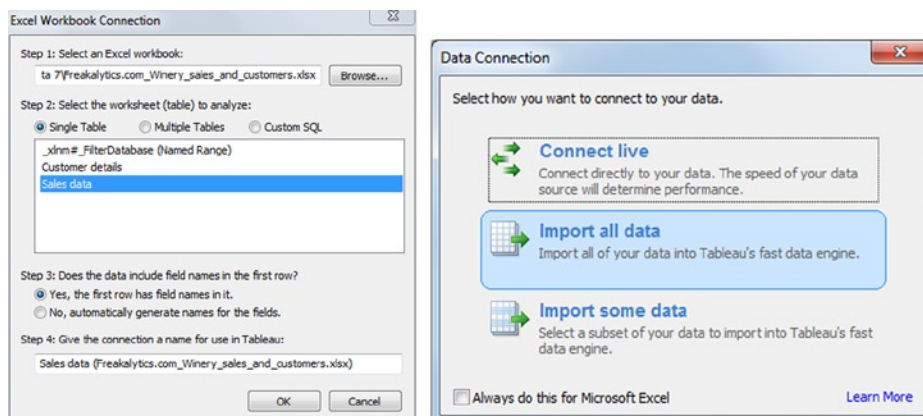 Excel Workbook Connection
Step 1: Select an Excel workbook:
ta 7\Freakalytics.com_Winery_sales_and_customers.xlsx
Browse...
Step 2: Select the worksheet (table) to analyze:
Single Table Multiple Tables Custom SQL
_xlnm#_FilterDatabase (Named Range)
Customer details
Sales data
Step 3: Does the data include field names in the first row?
Yes, the first row has field names in it.
No, automatically generate names for the fields.
Step 4: Give the connection a name for use in Tableau:
Sales data (Freakalytics.com_Winery_sales_and_customers.xlsx)
OK Cancel
Data Connection
Select how you want to connect to your data.
Connect live
Connect directly to your data. The speed of your data
source will determine performance.
Import all data
Import all of your data into Tableau's fast data engine.
Import some data
Select a subset of your data to import into Tableau's fast
data engine.
Always do this for Microsoft Excel
Learn More